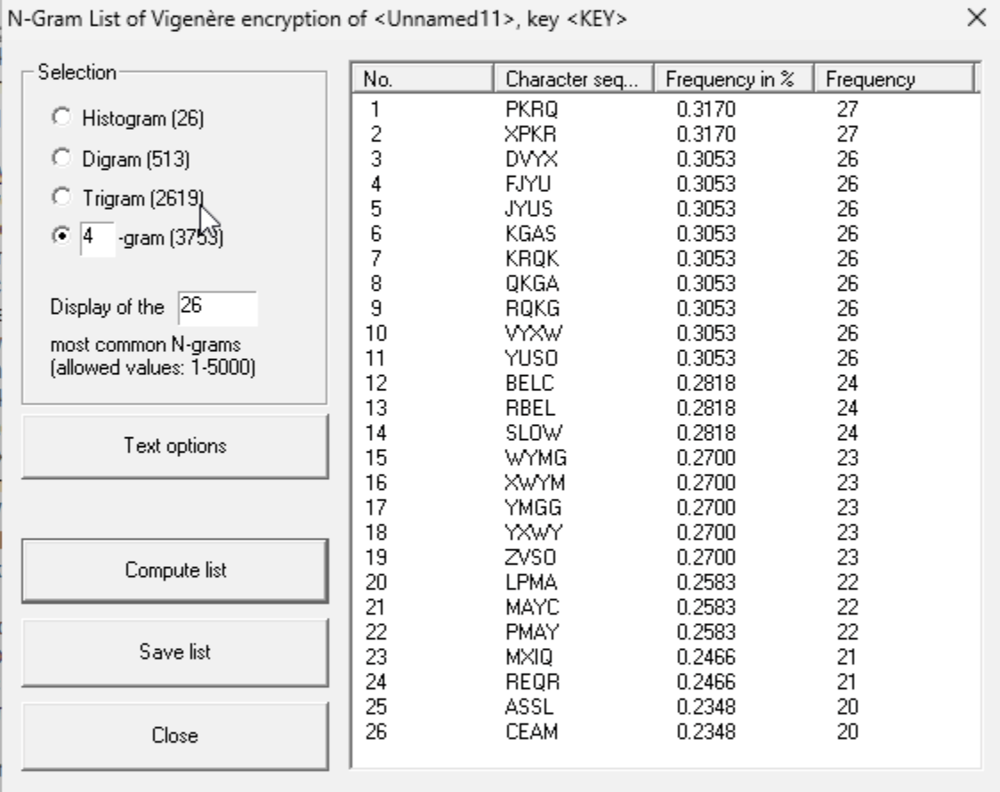 N-Gram List of Vigenère encryption of <Unnamed11>, key <KEY>
Selection
Histogram (26)
Digram (513)
Trigram (2619)
4 -gram (3753)
Display of the 26
most common N-grams
(allowed values: 1-5000)
Text options
Compute list
Save list
Close
No. Character seq... Frequency in % Frequency
1 PKRQ 0.3170 27
2 XPKR 0.3170 27
3 DVYX 0.3053 26
4 FJYU 0.3053 26
5 JYUS 0.3053 26
6 KGAS 0.3053 26
7 KRQK 0.3053 26
8 QKGA 0.3053 26
9 RQKG 0.3053 26
10 VYXW 0.3053 26
11 YUSO 0.3053 26
12 BELC 0.2818 24
13 RBEL 0.2818 24
14 SLOW 0.2818 24
15 WYMG 0.2700 23
16 XWYM 0.2700 23
17 YMGG 0.2700 23
18 YXWY 0.2700 23
19 ZVSO 0.2700 23
20 LPMA 0.2583 22
21 MAYC 0.2583 22
22 PMAY 0.2583 22
23 MXIQ 0.2466 21
24 REQR 0.2466 21
25 ASSL 0.2348 20
26 CEAM 0.2348 20